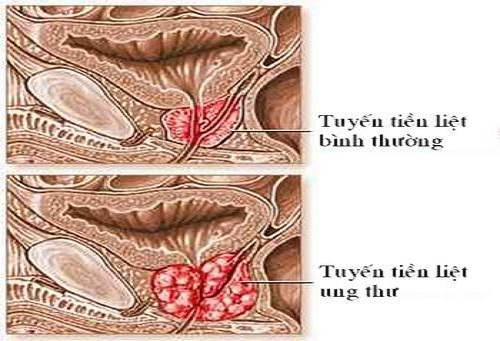 Tuyến tiền liệt
bình thường
Tuyến tiền liệt
ung thư